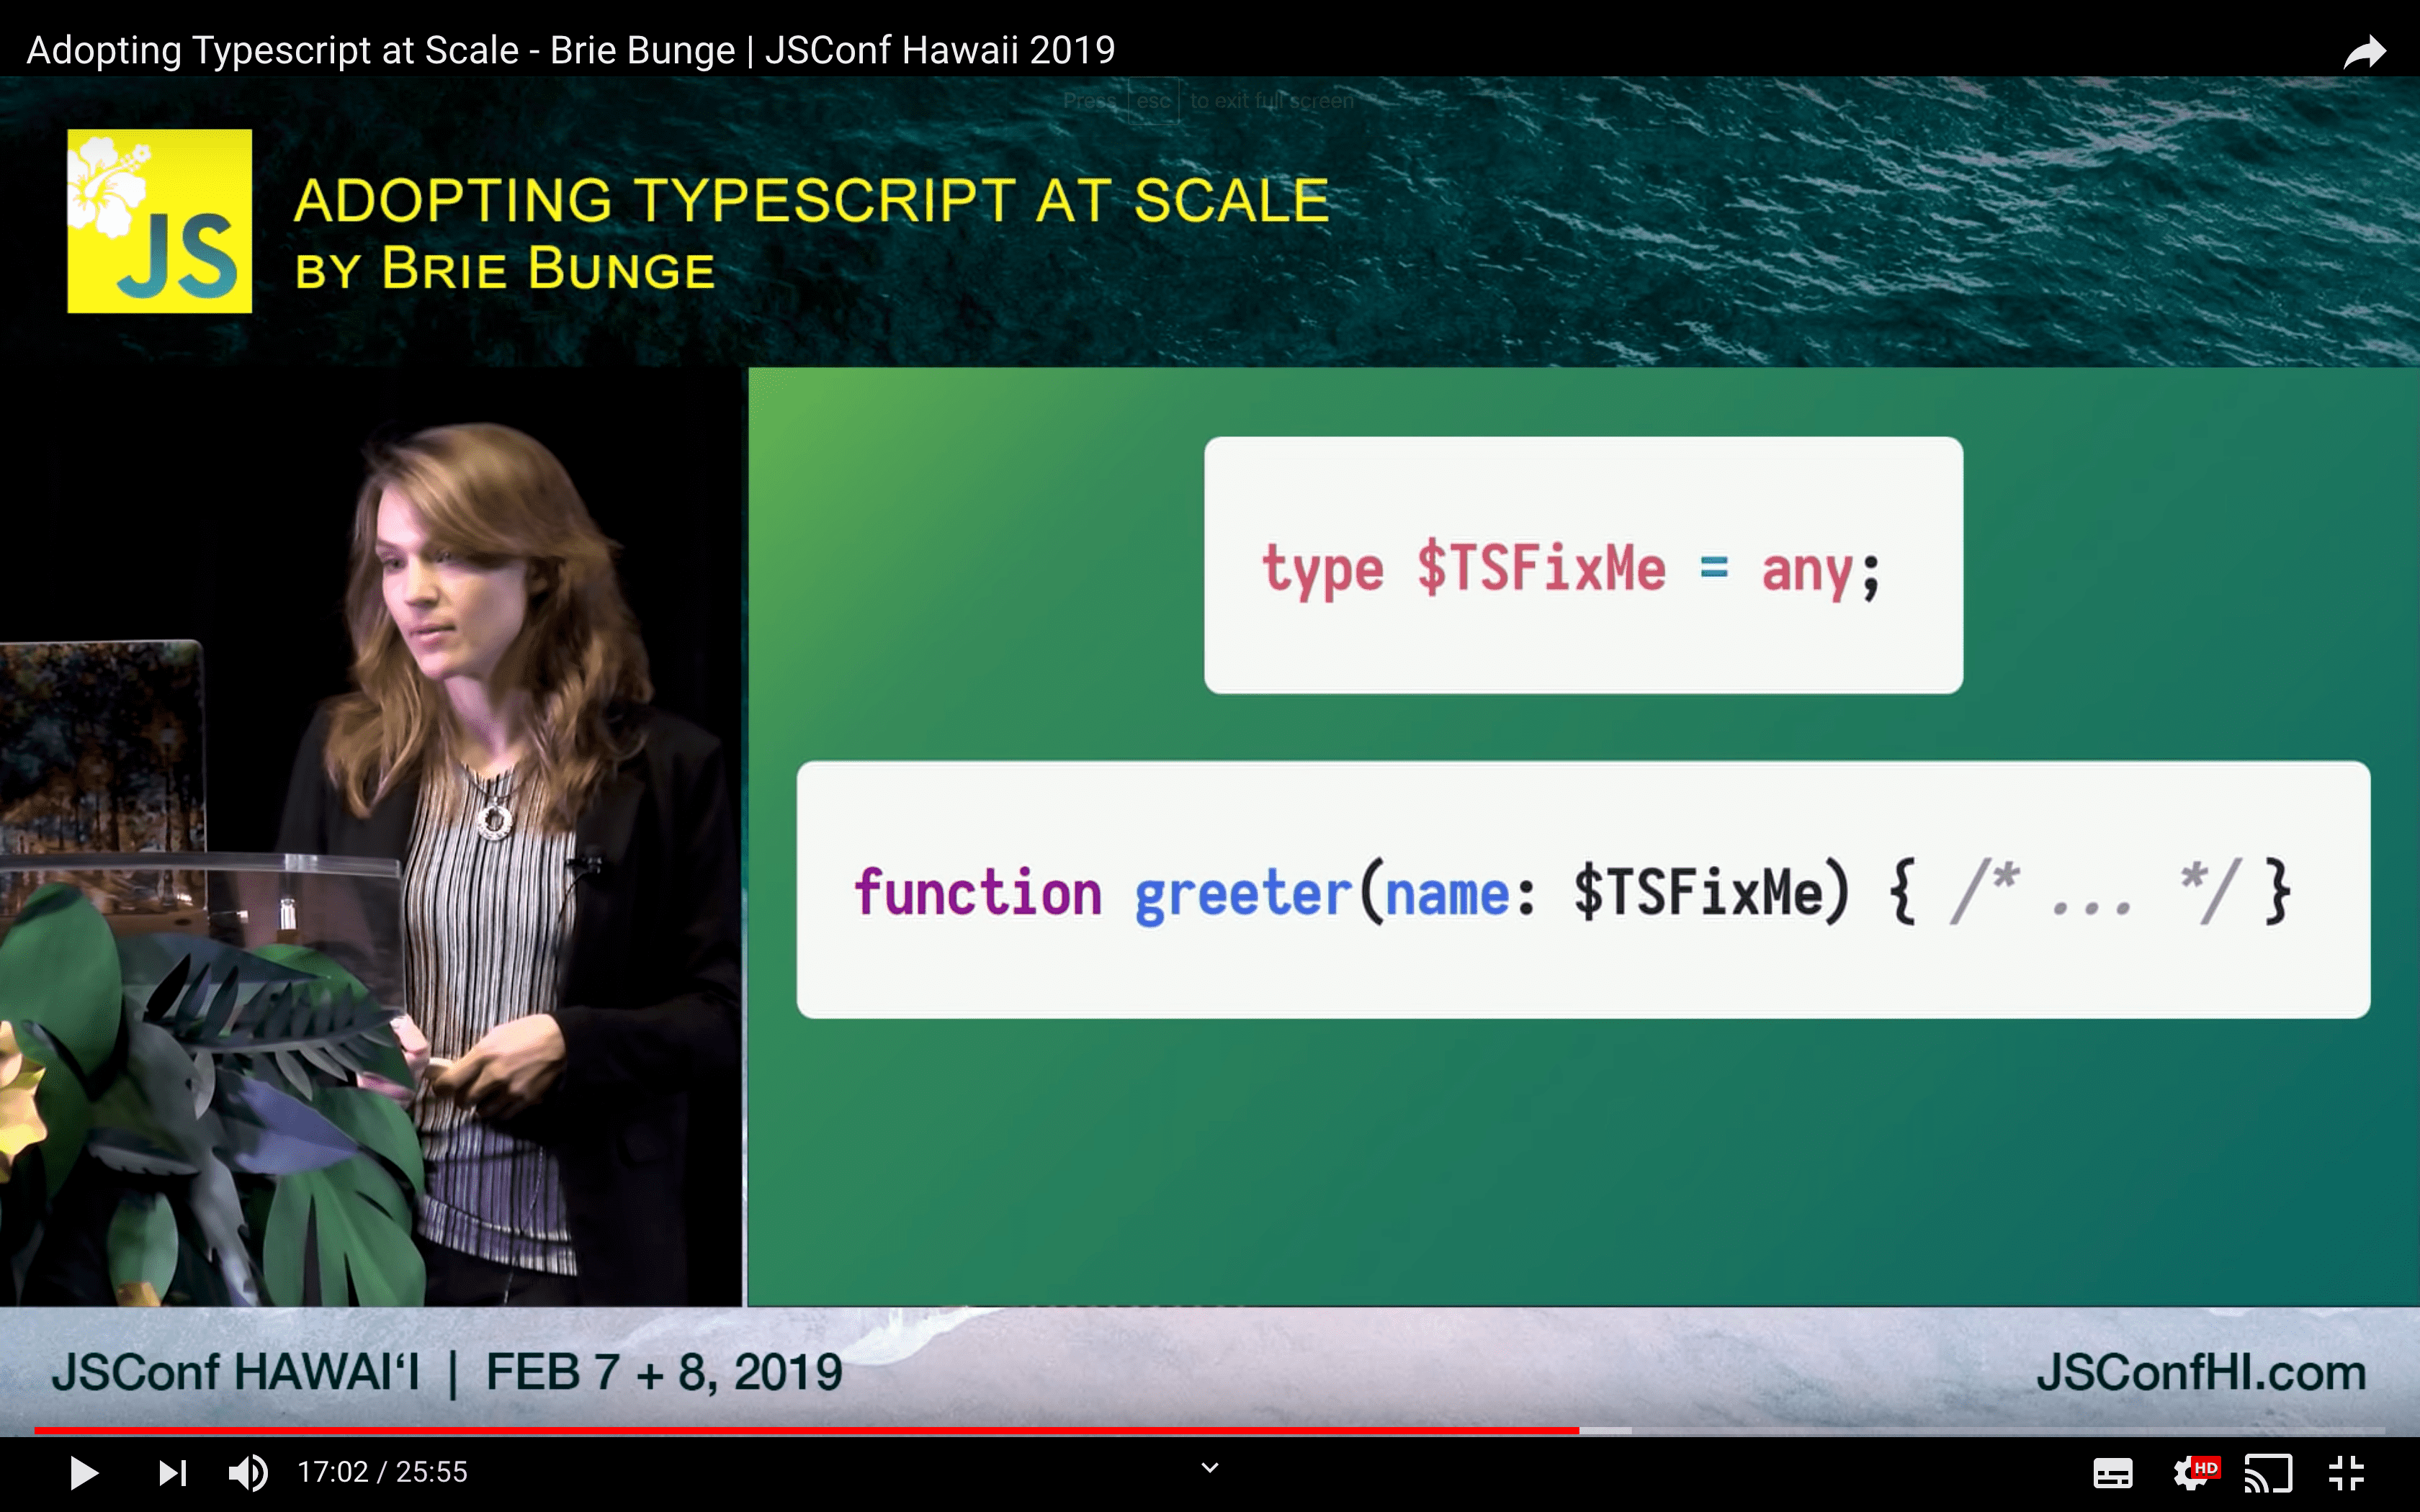 Adopting Typescript at Scale - Brie Bunge | JSConf Hawaii 2019
Press esc to exit full screen
JS
ADOPTING TYPESCRIPT AT SCALE
BY BRIE BUNGE
type $TSFixMe = any;
function greeter(name: $TSFixMe) { /* ... */ }
JSConf HAWAIʻI | FEB 7 + 8, 2019
JSConfHI.com
17:02 / 25:55
HD